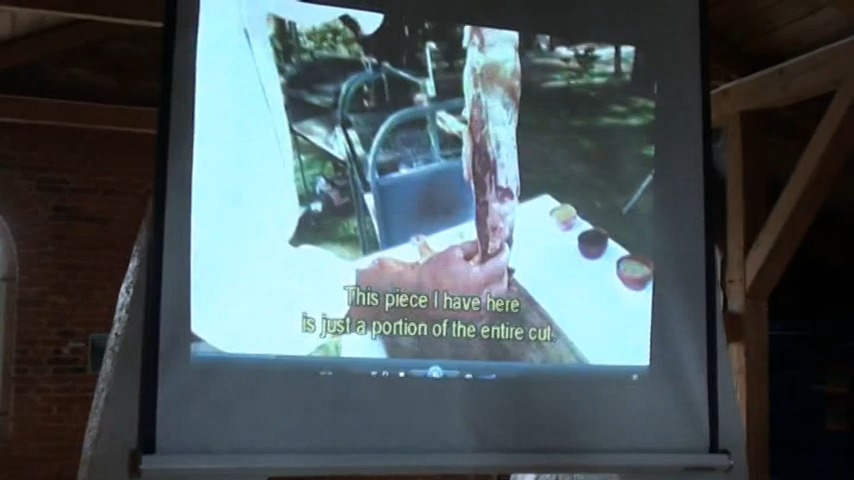 This piece I have here
is just a portion of the entire cut.